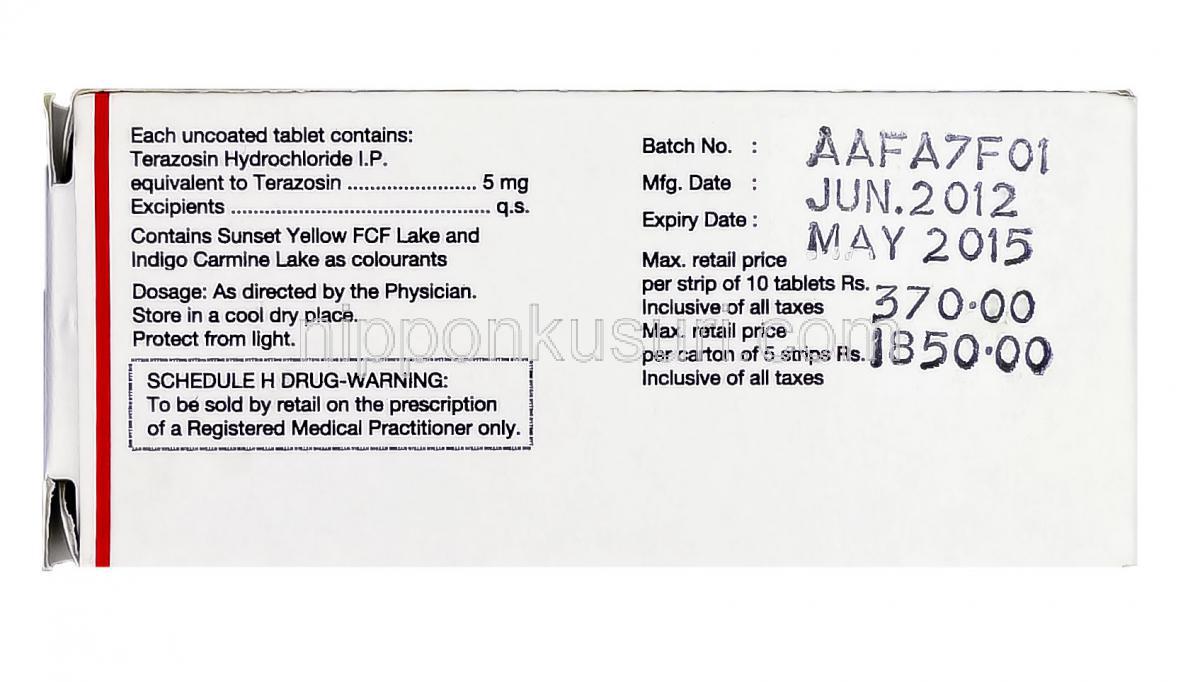 Each uncoated tablet contains:
Terazosin Hydrochloride I.P.
equivalent to Terazosin ...................... 5 mg
Excipients ............................................ q.s.
Contains Sunset Yellow FCF Lake and
Indigo Carmine Lake as colourants
Dosage: As directed by the Physician.
Store in a cool dry place.
Protect from light.
SCHEDULE H DRUG-WARNING:
To be sold by retail on the prescription
of a Registered Medical Practitioner only.
Batch No. : AAFA7F01
Mfg. Date : JUN.2012
Expiry Date : MAY 2015
Max. retail price
per strip of 10 tablets Rs. 370.00
Inclusive of all taxes
Max. retail price
per carton of 5 strips Rs. 1850.00
Inclusive of all taxes
nipponkusuri.com